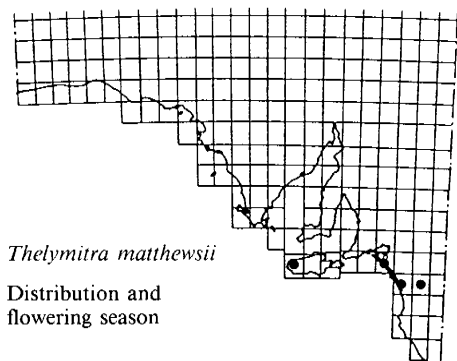 Thelymitra matthewsii
Distribution and
flowering season